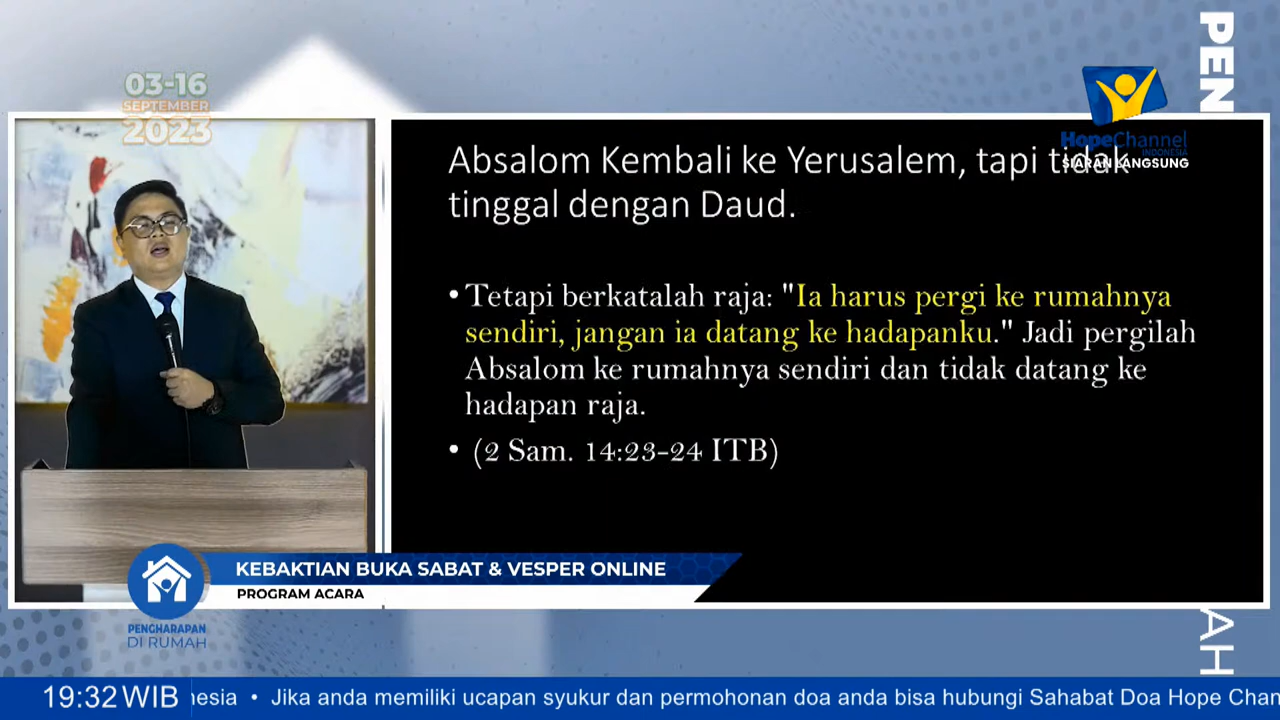 03-16
SEPTEMBER
2023
PEN
HopeChannel
INDONESIA
SIARAN LANGSUNG
Absalom Kembali ke Yerusalem, tapi tidak
tinggal dengan Daud.
• Tetapi berkatalah raja: "Ia harus pergi ke rumahnya
sendiri, jangan ia datang ke hadapanku." Jadi pergilah
Absalom ke rumahnya sendiri dan tidak datang ke
hadapan raja.
• (2 Sam. 14:23-24 ITB)
KEBAKTIAN BUKA SABAT & VESPER ONLINE
PROGRAM ACARA
PENGHARAPAN
DI RUMAH
AH
19:32 WIB nesia • Jika anda memiliki ucapan syukur dan permohonan doa anda bisa hubungi Sahabat Doa Hope Chan